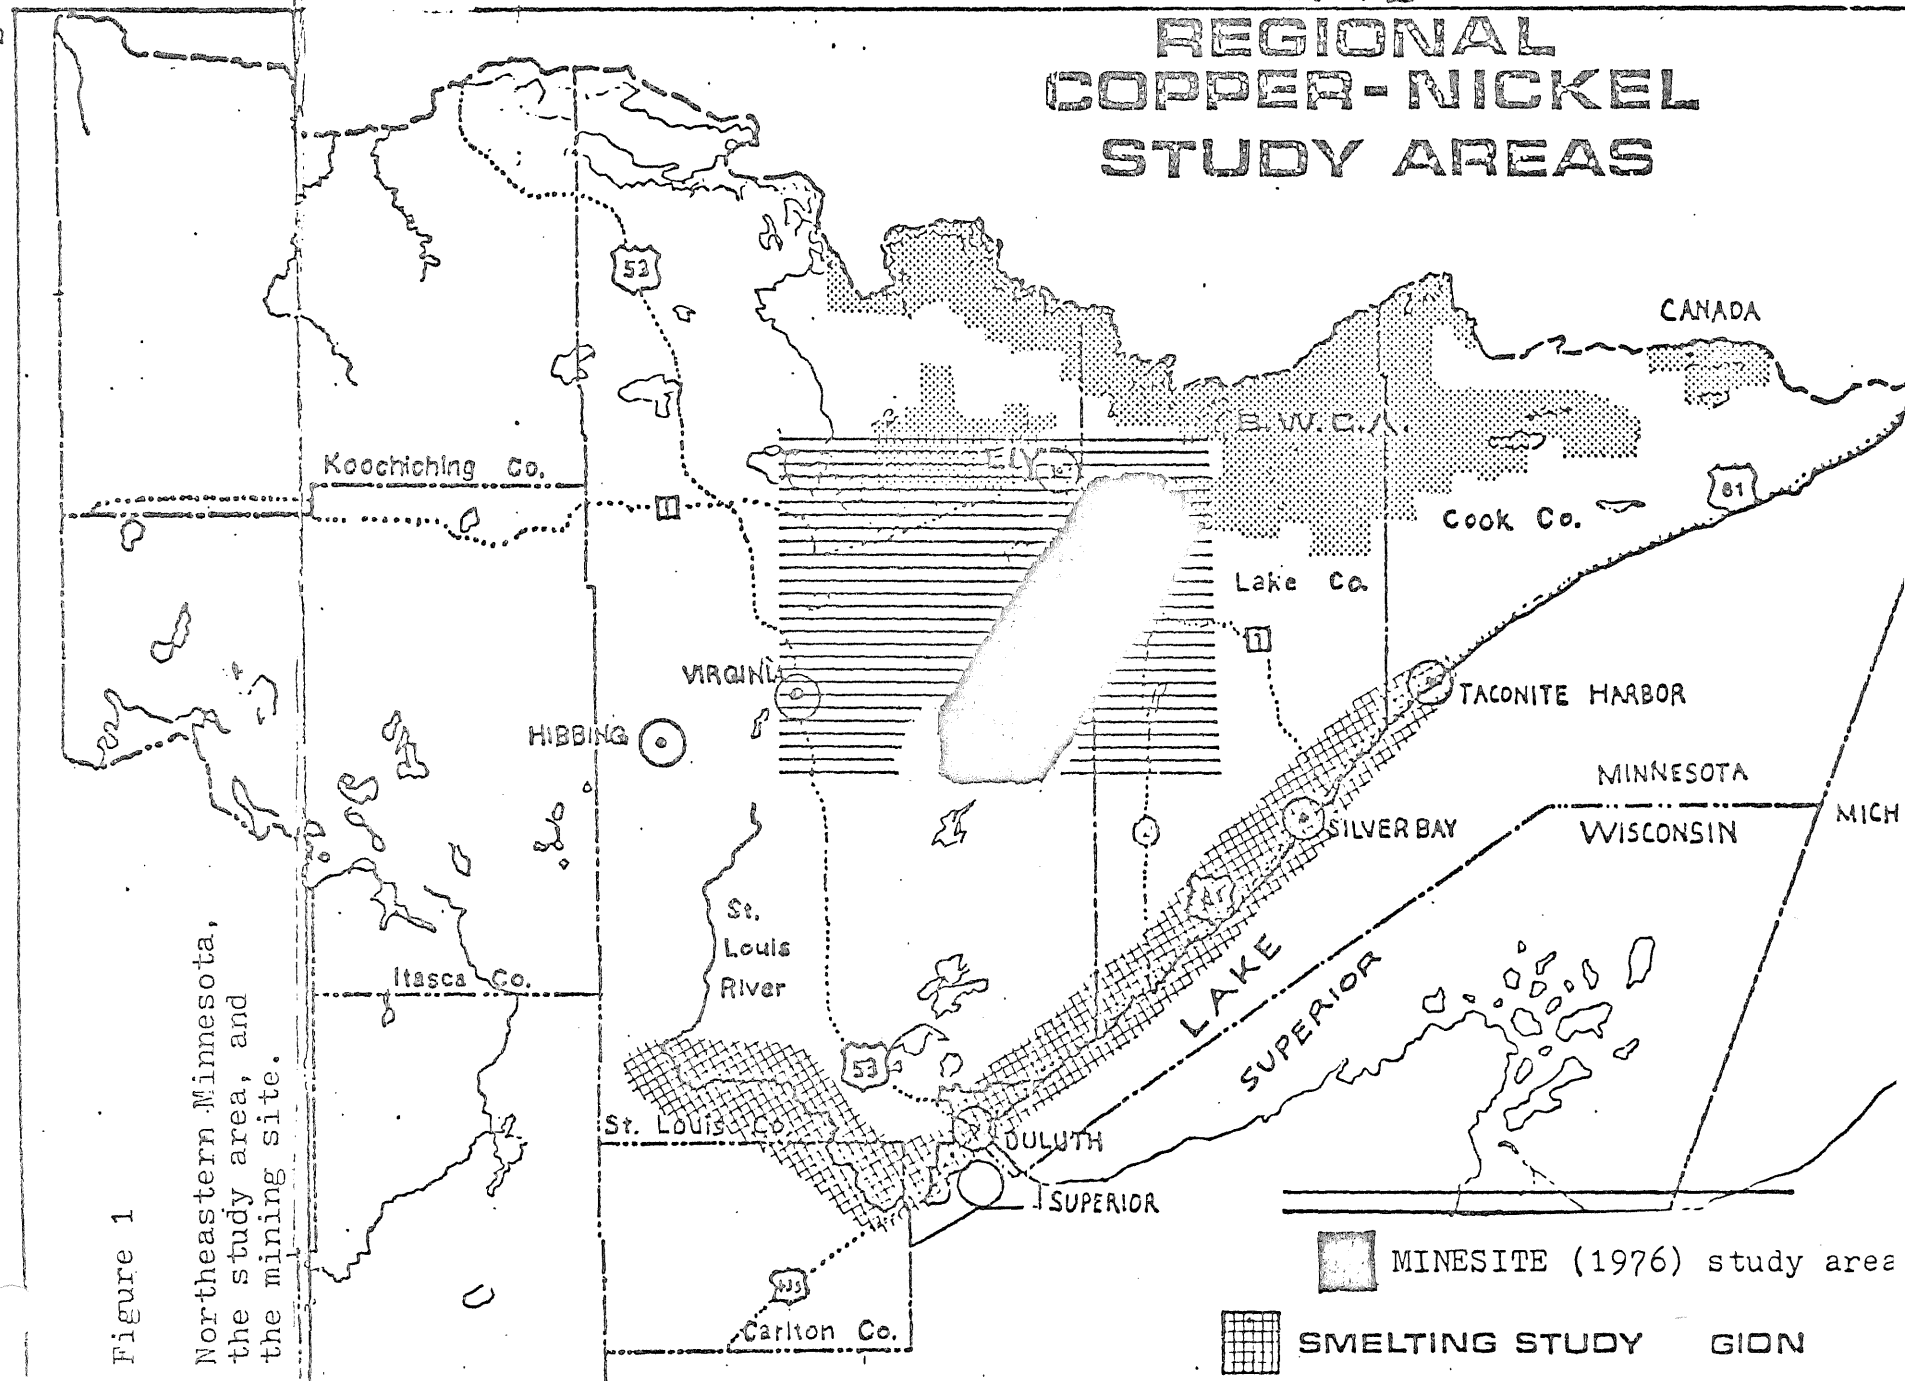 REGIONAL
COPPER-NICKEL
STUDY AREAS
CANADA
53
B.W.C.A.
Koochiching Co.
ELY
1
61
Cook Co.
Lake Co.
1
VIRGINIA
TACONITE HARBOR
HIBBING
MINNESOTA
MICH
WISCONSIN
SILVER BAY
St.
Louis
River
LAKE
SUPERIOR
Itasca Co.
53
St. Louis Co.
DULUTH
SUPERIOR
Carlton Co.
MINESITE (1976) study area
SMELTING STUDY GION
Figure 1
Northeastern Minnesota,
the study area, and
the mining site.